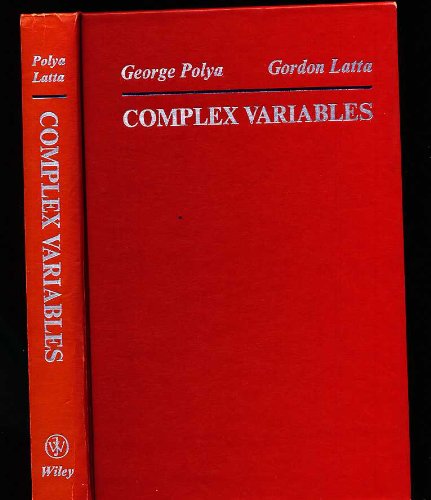 Polya
Latta
COMPLEX VARIABLES
Wiley
George Polya Gordon Latta
COMPLEX VARIABLES